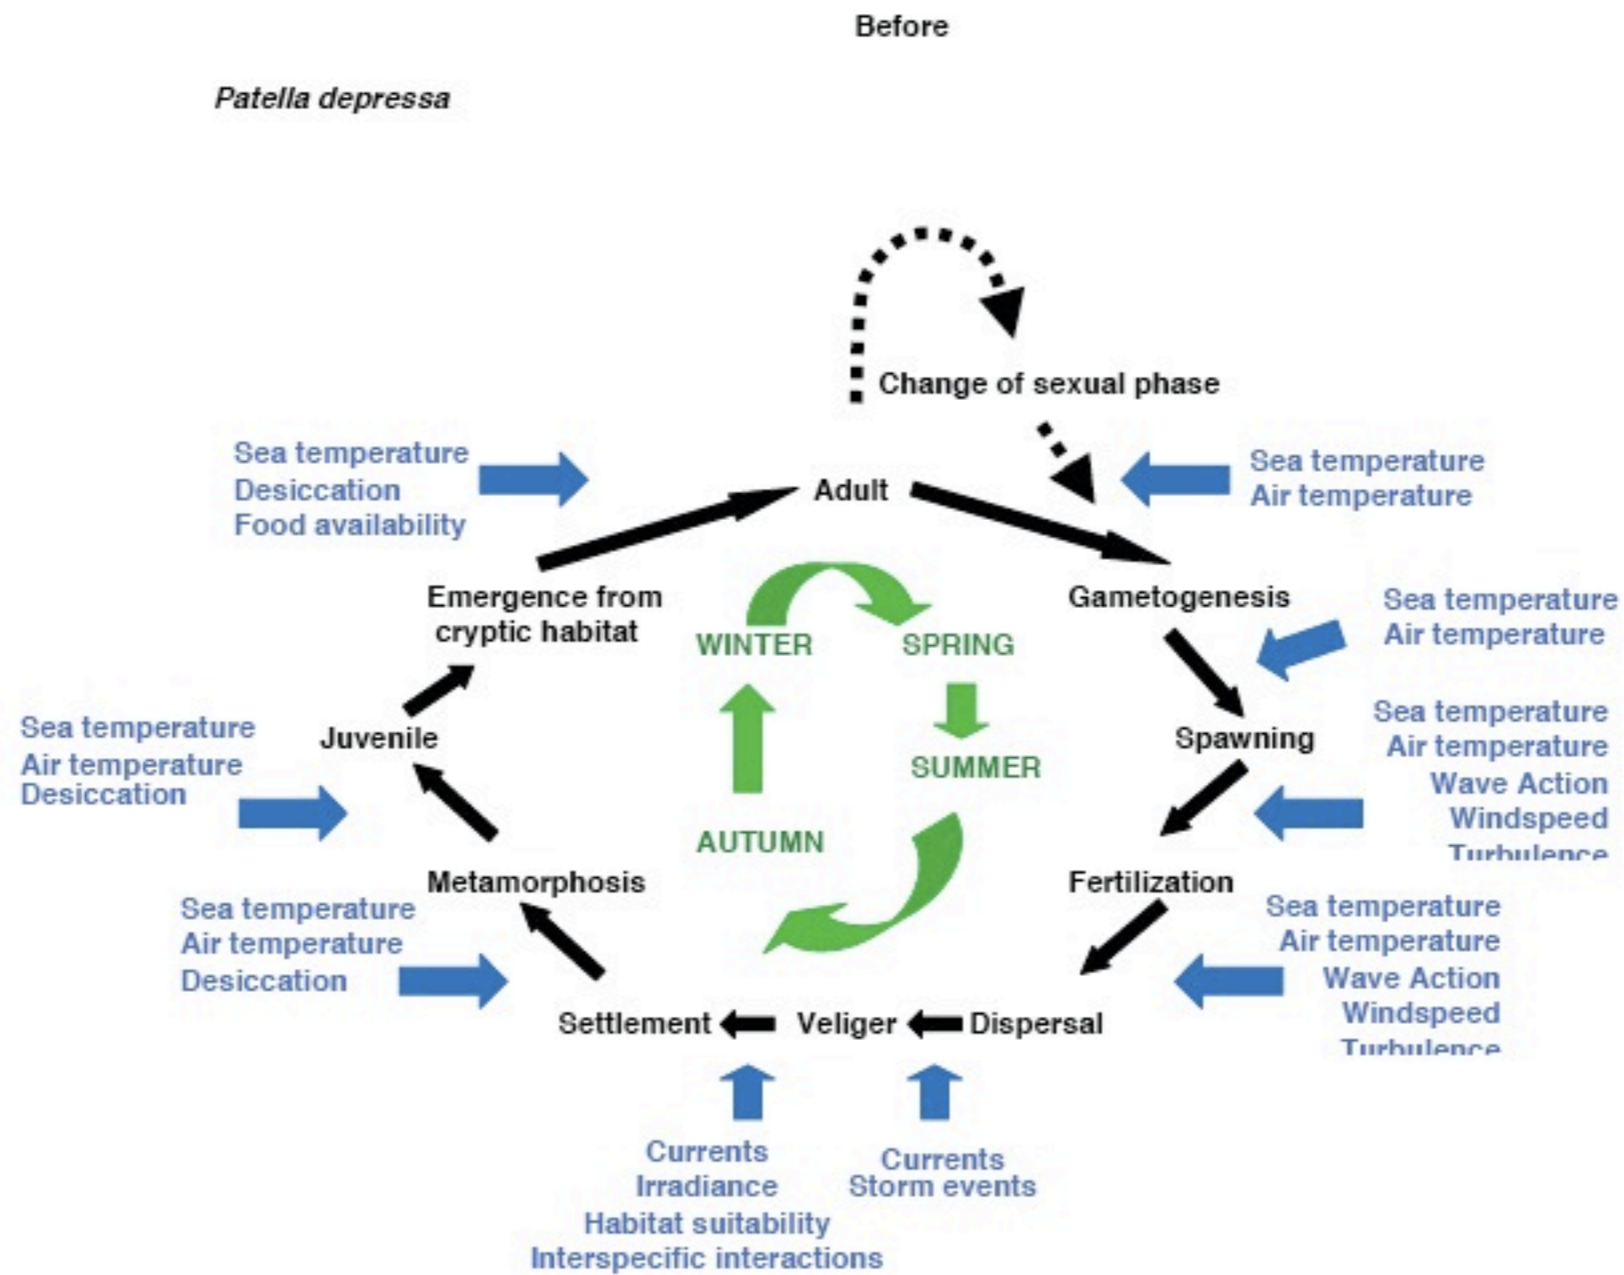 Before
Patella depressa
Change of sexual phase
Sea temperature
Desiccation
Food availability
Adult
Sea temperature
Air temperature
Emergence from
cryptic habitat
WINTER
SPRING
Gametogenesis
Sea temperature
Air temperature
Sea temperature
Air temperature
Desiccation
Juvenile
SUMMER
Spawning
Sea temperature
Air temperature
Wave Action
Windspeed
Turbulence
AUTUMN
Metamorphosis
Fertilization
Sea temperature
Air temperature
Desiccation
Sea temperature
Air temperature
Wave Action
Windspeed
Turbulence
Settlement
Veliger
Dispersal
Currents
Irradiance
Habitat suitability
Interspecific interactions
Currents
Storm events